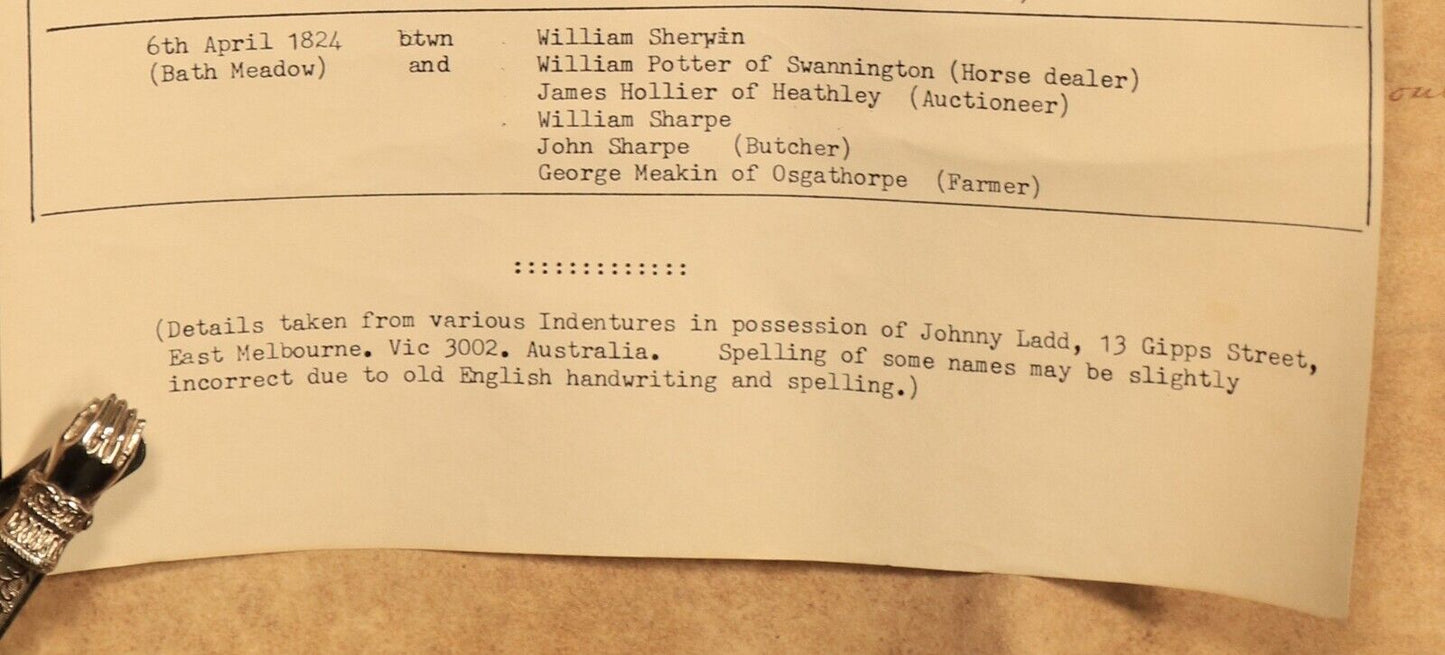 6th April 1824 btwn William Sherwin
(Bath Meadow) and William Potter of Swannington (Horse dealer)
James Hollier of Heathley (Auctioneer)
William Sharpe
John Sharpe (Butcher)
George Meakin of Osgathorpe (Farmer)
:::::::::::::
(Details taken from various Indentures in possession of Johnny Ladd, 13 Gipps Street,
East Melbourne. Vic 3002. Australia. Spelling of some names may be slightly
incorrect due to old English handwriting and spelling.)